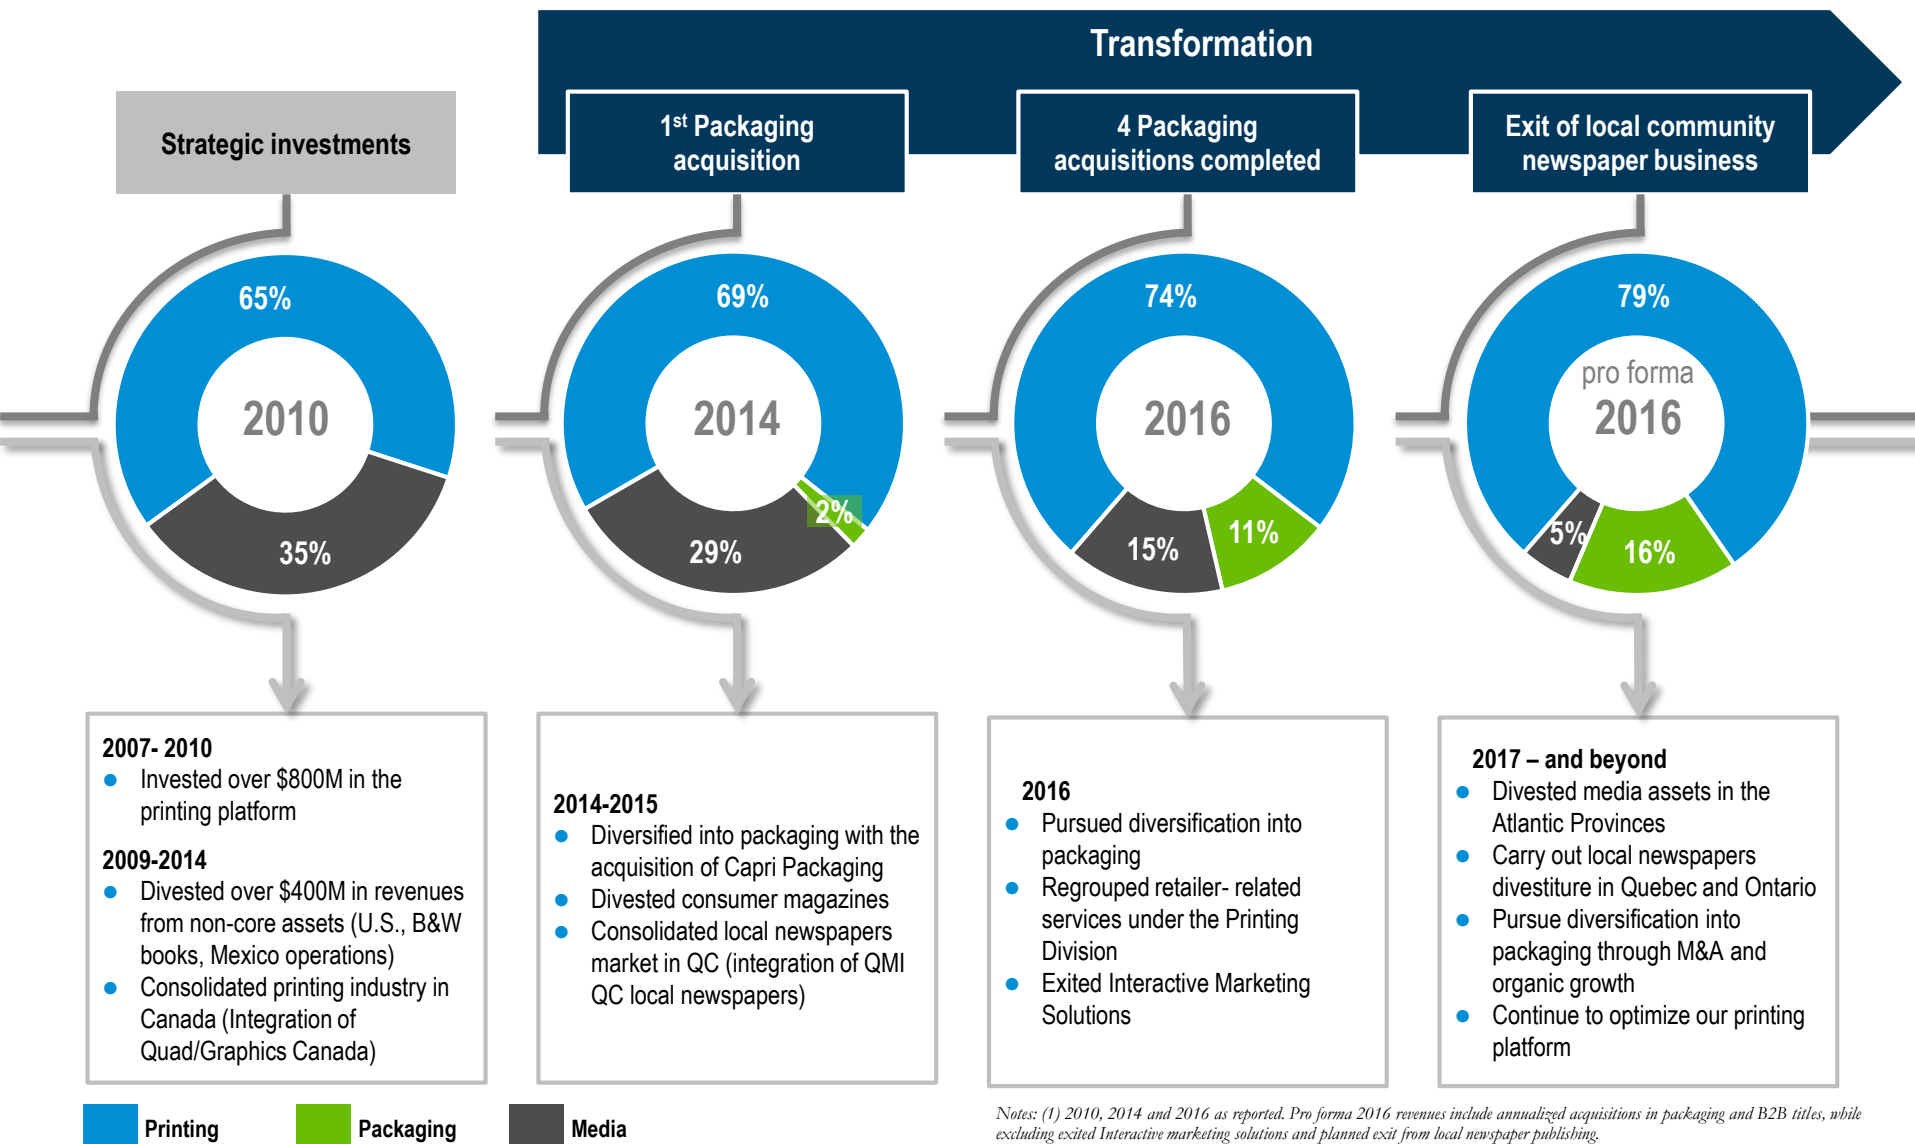 Transformation
Strategic investments
1st Packaging
acquisition
4 Packaging
acquisitions completed
Exit of local community
newspaper business
65%
2010
35%
69%
2014
2%
29%
74%
2016
15%
11%
79%
pro forma
2016
5%
16%
2007- 2010
● Invested over $800M in the
printing platform
2009-2014
● Divested over $400M in revenues
from non-core assets (U.S., B&W
books, Mexico operations)
● Consolidated printing industry in
Canada (Integration of
Quad/Graphics Canada)
2014-2015
● Diversified into packaging with the
acquisition of Capri Packaging
● Divested consumer magazines
● Consolidated local newspapers
market in QC (integration of QMI
QC local newspapers)
2016
● Pursued diversification into
packaging
● Regrouped retailer- related
services under the Printing
Division
● Exited Interactive Marketing
Solutions
2017 – and beyond
● Divested media assets in the
Atlantic Provinces
● Carry out local newspapers
divestiture in Quebec and Ontario
● Pursue diversification into
packaging through M&A and
organic growth
● Continue to optimize our printing
platform
Printing
Packaging
Media
Notes: (1) 2010, 2014 and 2016 as reported. Pro forma 2016 revenues include annualized acquisitions in packaging and B2B titles, while
excluding exited Interactive marketing solutions and planned exit from local newspaper publishing.